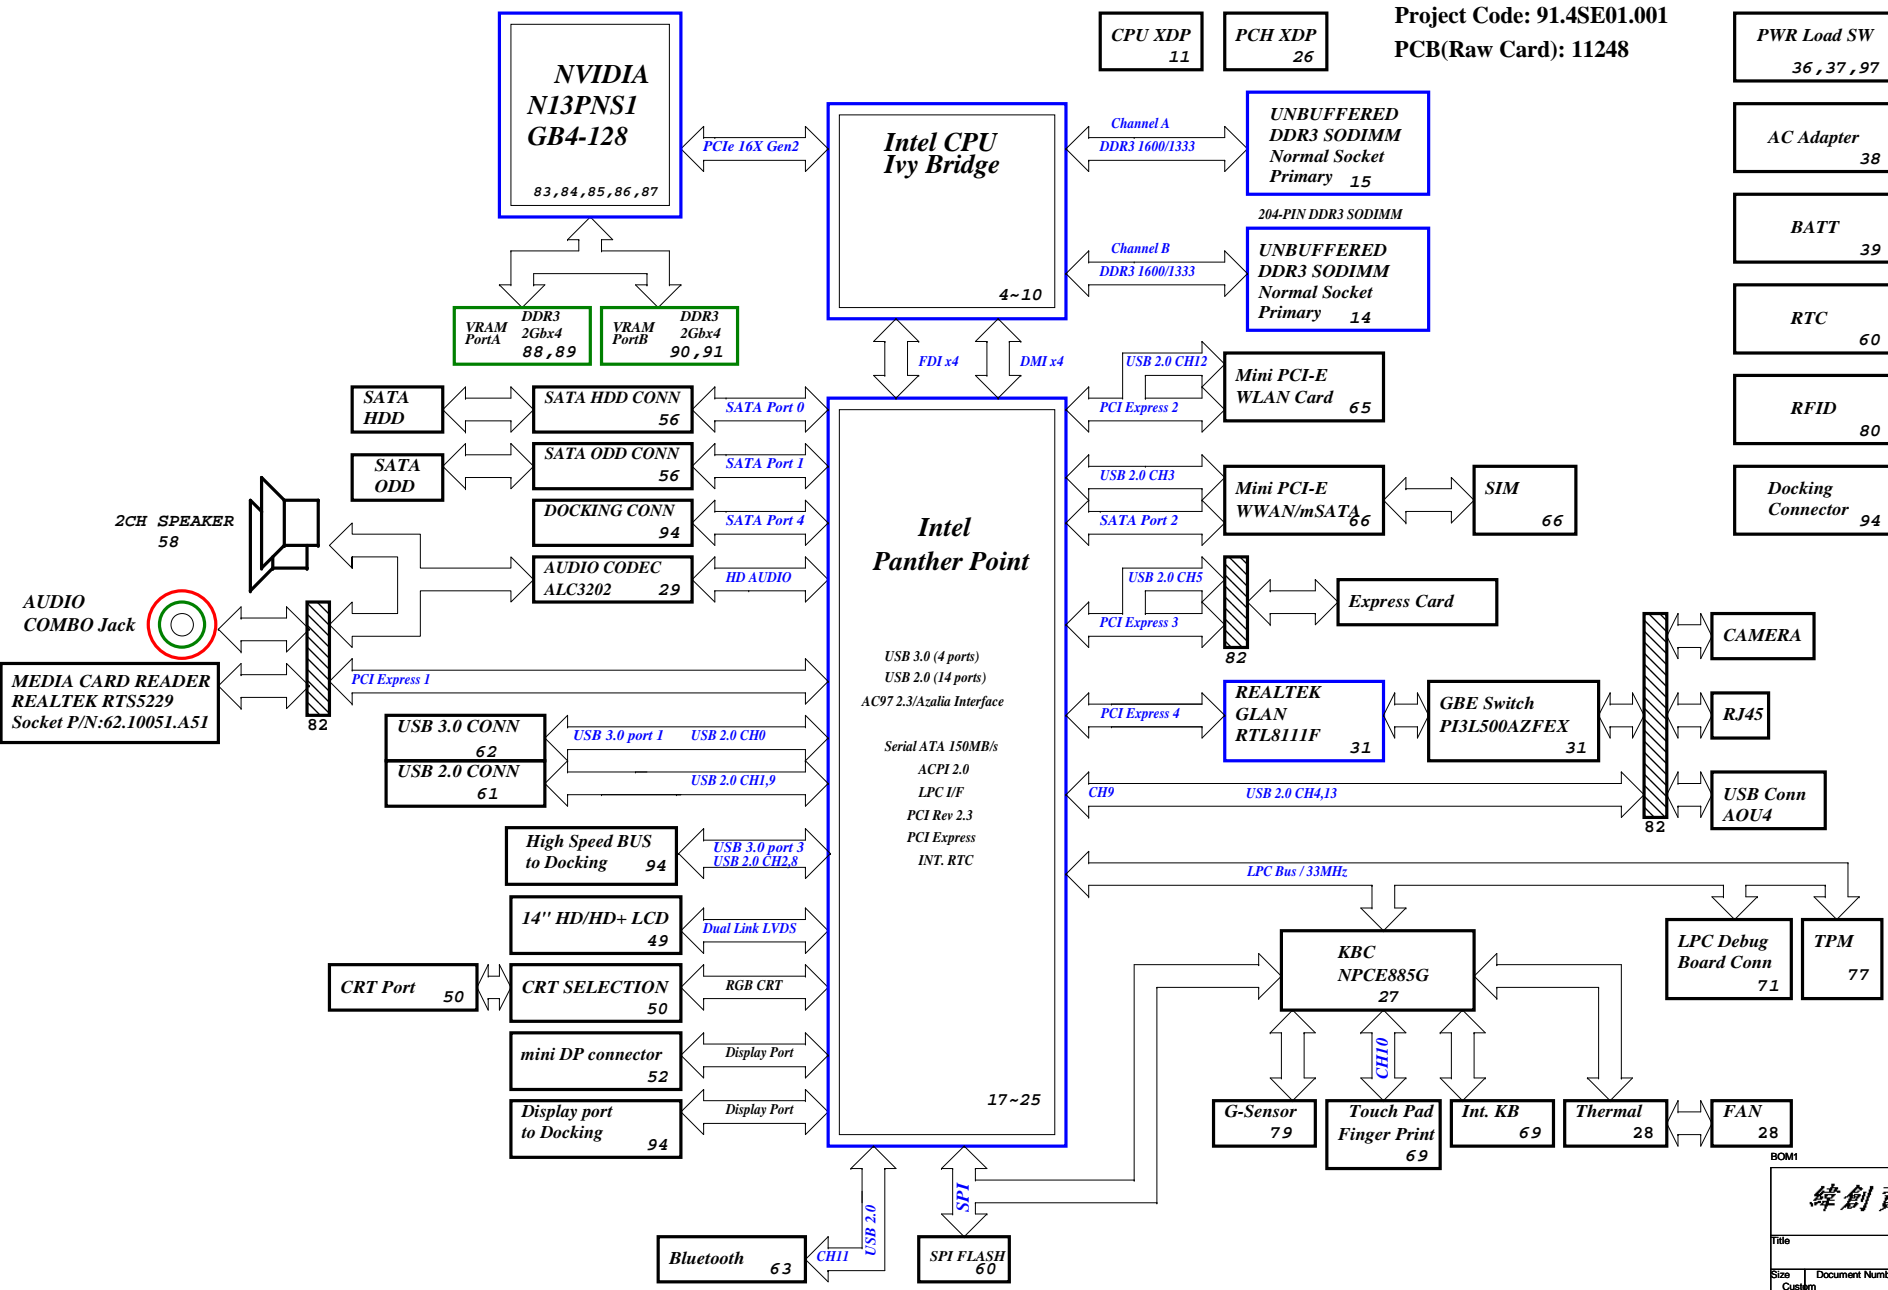 Project Code: 91.4SE01.001
PCB(Raw Card): 11248
CPU XDP
11
PCH XDP
26
PWR Load SW
36,37,97
AC Adapter
38
BATT
39
RTC
60
RFID
80
Docking
Connector
94
NVIDIA
N13PNS1
GB4-128
83,84,85,86,87
PCIe 16X Gen2
Intel CPU
Ivy Bridge
4~10
Channel A
DDR3 1600/1333
UNBUFFERED
DDR3 SODIMM
Normal Socket
Primary 15
204-PIN DDR3 SODIMM
Channel B
DDR3 1600/1333
UNBUFFERED
DDR3 SODIMM
Normal Socket
Primary 14
VRAM
PortA
DDR3
2Gbx4
88,89
VRAM
PortB
DDR3
2Gbx4
90,91
FDI x4
DMI x4
SATA
HDD
SATA HDD CONN
56
SATA Port 0
SATA
ODD
SATA ODD CONN
56
SATA Port 1
DOCKING CONN
94
SATA Port 4
2CH SPEAKER
58
AUDIO CODEC
ALC3202
29
HD AUDIO
AUDIO
COMBO Jack
MEDIA CARD READER
REALTEK RTS5229
Socket P/N:62.10051.A51
82
PCI Express 1
USB 3.0 CONN
62
USB 3.0 port 1
USB 2.0 CH0
USB 2.0 CONN
61
USB 2.0 CH1,9
High Speed BUS
to Docking
94
USB 3.0 port 3
USB 2.0 CH2,8
14" HD/HD+ LCD
49
Dual Link LVDS
CRT Port
50
CRT SELECTION
50
RGB CRT
mini DP connector
52
Display Port
Display port
to Docking
94
Display Port
Intel
Panther Point
USB 3.0 (4 ports)
USB 2.0 (14 ports)
AC97 2.3/Azalia Interface
Serial ATA 150MB/s
ACPI 2.0
LPC I/F
PCI Rev 2.3
PCI Express
INT. RTC
17~25
USB 2.0 CH12
PCI Express 2
Mini PCI-E
WLAN Card
65
USB 2.0 CH3
SATA Port 2
Mini PCI-E
WWAN/mSATA
66
SIM
66
USB 2.0 CH5
PCI Express 3
82
Express Card
PCI Express 4
REALTEK
GLAN
RTL8111F
31
GBE Switch
PI3L500AZFEX
31
CAMERA
RJ45
USB Conn
AOU4
82
CH9
USB 2.0 CH4,13
LPC Bus / 33MHz
KBC
NPCE885G
27
LPC Debug
Board Conn
71
TPM
77
CH10
G-Sensor
79
Touch Pad
Finger Print
69
Int. KB
69
Thermal
28
FAN
28
Bluetooth
63
CH11
USB 2.0
SPI
SPI FLASH
60
BOM1
緯創
Title
Size
Custom
Document Numb